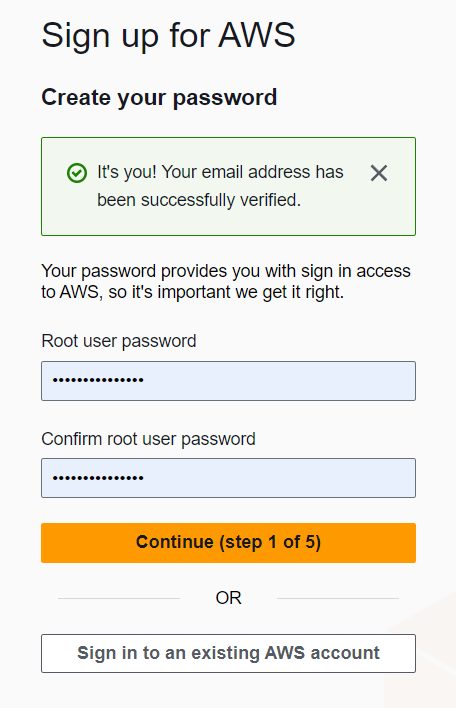 Sign up for AWS
Create your password
It's you! Your email address has
been successfully verified.
Your password provides you with sign in access
to AWS, so it's important we get it right.
Root user password
•••••••••••••••
Confirm root user password
•••••••••••••••
Continue (step 1 of 5)
OR
Sign in to an existing AWS account